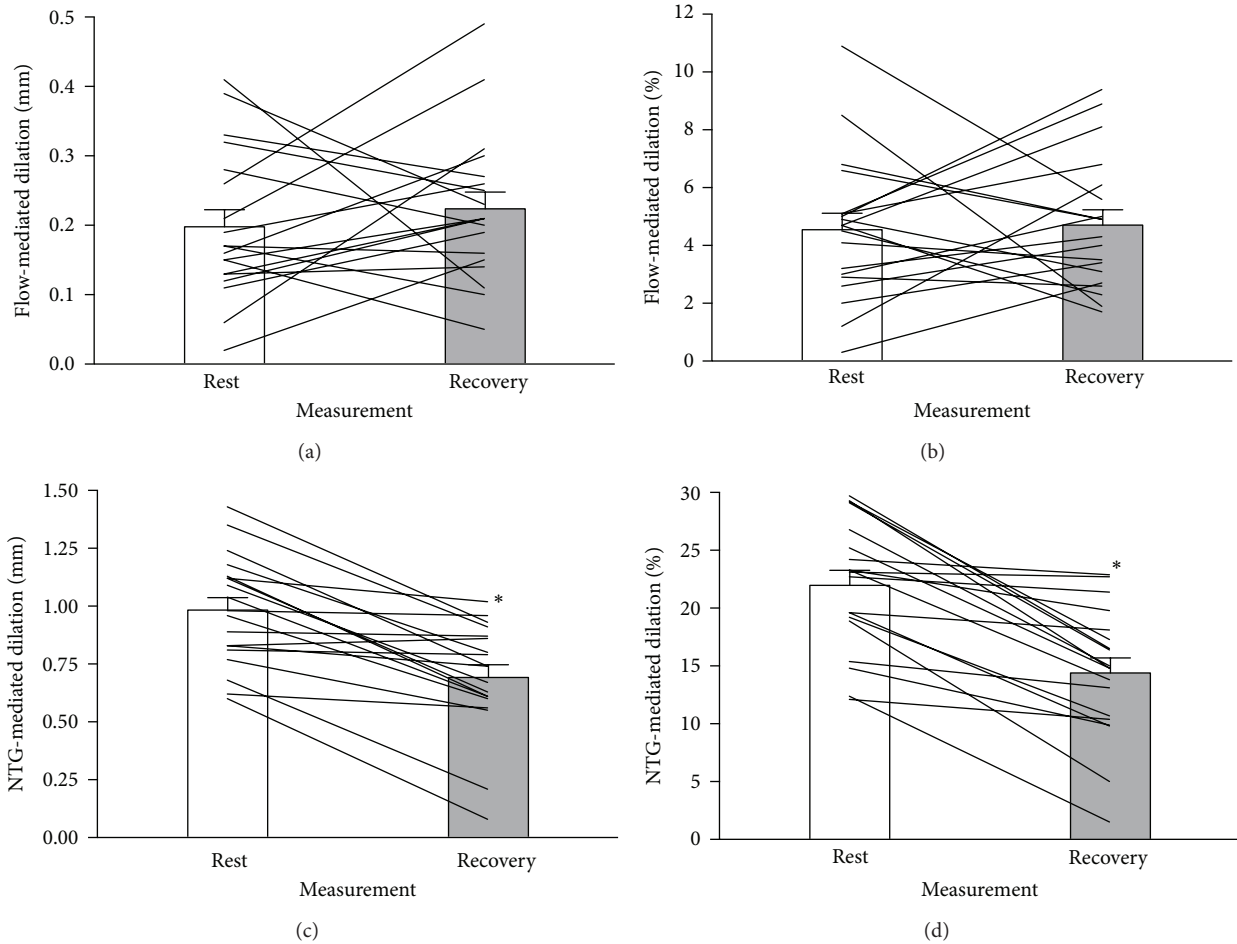 0.5
0.4
0.3
0.2
0.1
0.0
Flow-mediated dilation (mm)
Rest
Recovery
Measurement
(a)
12
10
8
6
4
2
0
Flow-mediated dilation (%)
Rest
Recovery
Measurement
(b)
1.50
1.25
1.00
0.75
0.50
0.25
0.00
NTG-mediated dilation (mm)
*
Rest
Recovery
Measurement
(c)
30
25
20
15
10
5
0
NTG-mediated dilation (%)
*
Rest
Recovery
Measurement
(d)